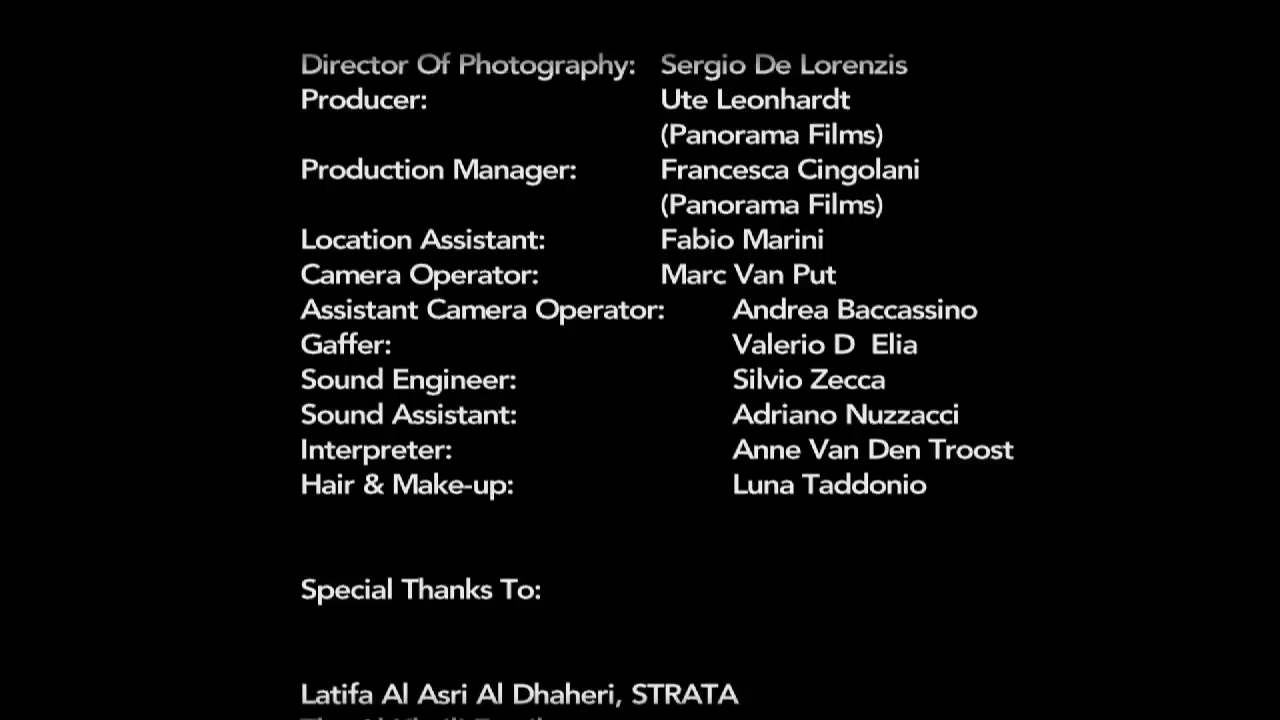 Director Of Photography: Sergio De Lorenzis
Producer: Ute Leonhardt
(Panorama Films)
Production Manager: Francesca Cingolani
(Panorama Films)
Location Assistant: Fabio Marini
Camera Operator: Marc Van Put
Assistant Camera Operator: Andrea Baccassino
Gaffer: Valerio D Elia
Sound Engineer: Silvio Zecca
Sound Assistant: Adriano Nuzzacci
Interpreter: Anne Van Den Troost
Hair & Make-up: Luna Taddonio
Special Thanks To:
Latifa Al Asri Al Dhaheri, STRATA